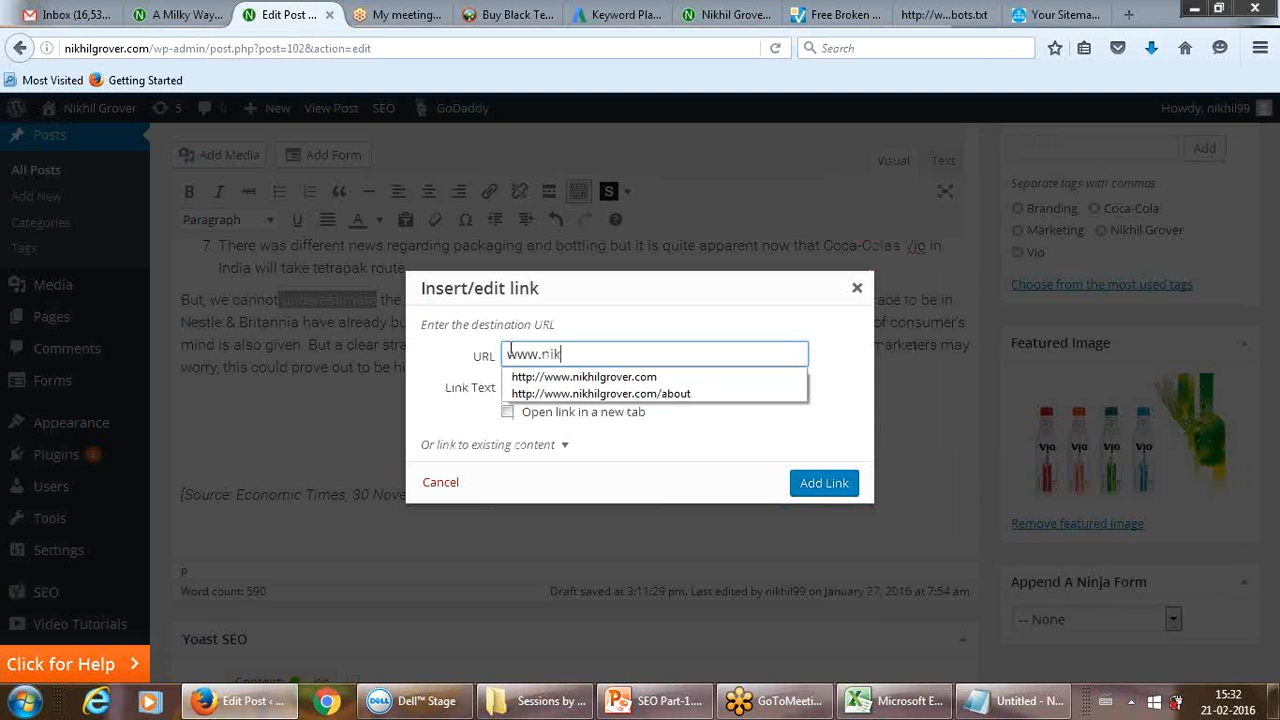 Inbox (16,53...
A Milky Way...
Edit Post ...
My meeting...
Buy Black Te...
Keyword Pla...
Nikhil Grove...
Free Broken ...
http://w...bots.txt
Your Sitema...
nikhilgrover.com/wp-admin/post.php?post=102&action=edit
Search
Most Visited
Getting Started
Nikhil Grover
5
New
View Post
SEO
GoDaddy
Howdy, nikhil99
Posts
All Posts
Add New
Categories
Tags
Media
Pages
Comments
Forms
Appearance
Plugins 2
Users
Tools
Settings
SEO
Video Tutorials
Click for Help
Add Media
Add Form
Visual
Text
B I ABC
S
Paragraph
U
A
7. There was different news regarding packaging and bottling but it is quite apparent now that Coca-Cola's Vio in
India will take tetrapak route
But, we cannot underestimate the
race to be in
Nestle & Britannia have already bu
of consumer's
mind is also given. But a clear stra
marketers may
worry, this could prove out to be hi
[Source: Economic Times, 30 Nove
p
Word count: 590
Draft saved at 3:11:29 pm. Last edited by nikhil99 on January 27, 2016 at 7:54 am
Yoast SEO
Insert/edit link
Enter the destination URL
URL
www.nik
http://www.nikhilgrover.com
http://www.nikhilgrover.com/about
Link Text
Open link in a new tab
Or link to existing content
Cancel
Add Link
Add
Separate tags with commas
Branding
Coca-Cola
Marketing
Nikhil Grover
Vio
Choose from the most used tags
Featured Image
Vio
Remove featured image
Append A Ninja Form
-- None
Edit Post ‹ ...
Dell™ Stage
Sessions by ...
SEO Part-1....
GoToMeeti...
Microsoft E...
Untitled - N...
15:32
21-02-2016